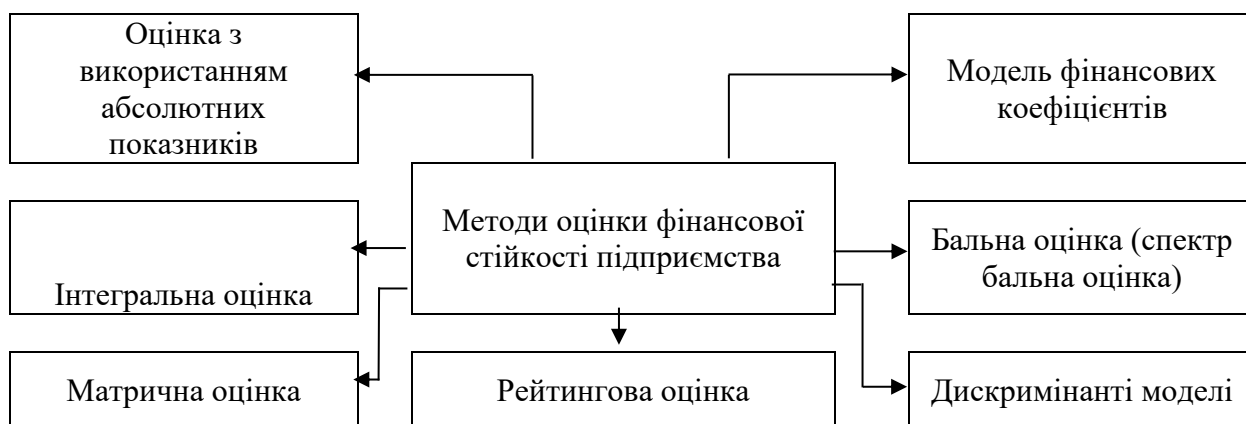 Оцінка з
використанням
абсолютних
показників
Модель фінансових
коефіцієнтів
Методи оцінки фінансової
стійкості підприємства
Інтегральна оцінка
Бальна оцінка (спектр
бальна оцінка)
Матрична оцінка
Рейтингова оцінка
Дискримінанті моделі